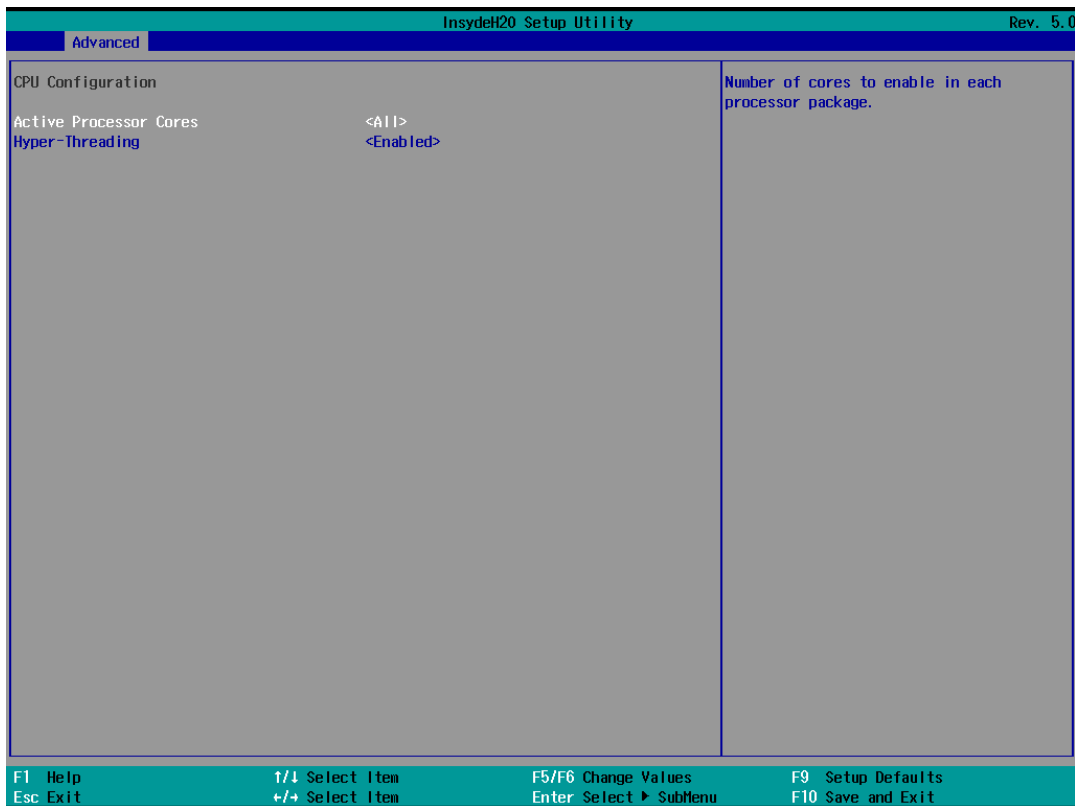 InsydeH20 Setup Utility Rev. 5.0
Advanced
CPU Configuration
Active Processor Cores <All>
Hyper-Threading <Enabled>
Number of cores to enable in each
processor package.
F1 Help ↑/↓ Select Item F5/F6 Change Values F9 Setup Defaults
Esc Exit ←/→ Select Item Enter Select ▶ SubMenu F10 Save and Exit